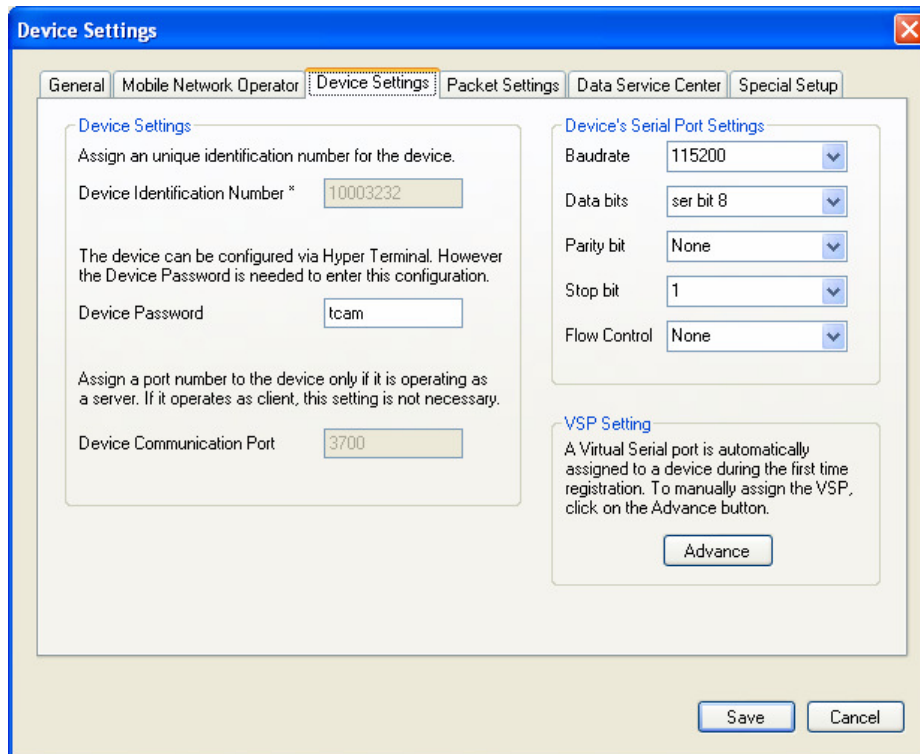 Device Settings
General
Mobile Network Operator
Device Settings
Packet Settings
Data Service Center
Special Setup
Device Settings
Assign an unique identification number for the device.
Device Identification Number *
10003232
The device can be configured via Hyper Terminal. However
the Device Password is needed to enter this configuration.
Device Password
tcam
Assign a port number to the device only if it is operating as
a server. If it operates as client, this setting is not necessary.
Device Communication Port
3700
Device's Serial Port Settings
Baudrate
115200
Data bits
ser bit 8
Parity bit
None
Stop bit
1
Flow Control
None
VSP Setting
A Virtual Serial port is automatically
assigned to a device during the first time
registration. To manually assign the VSP,
click on the Advance button.
Advance
Save
Cancel